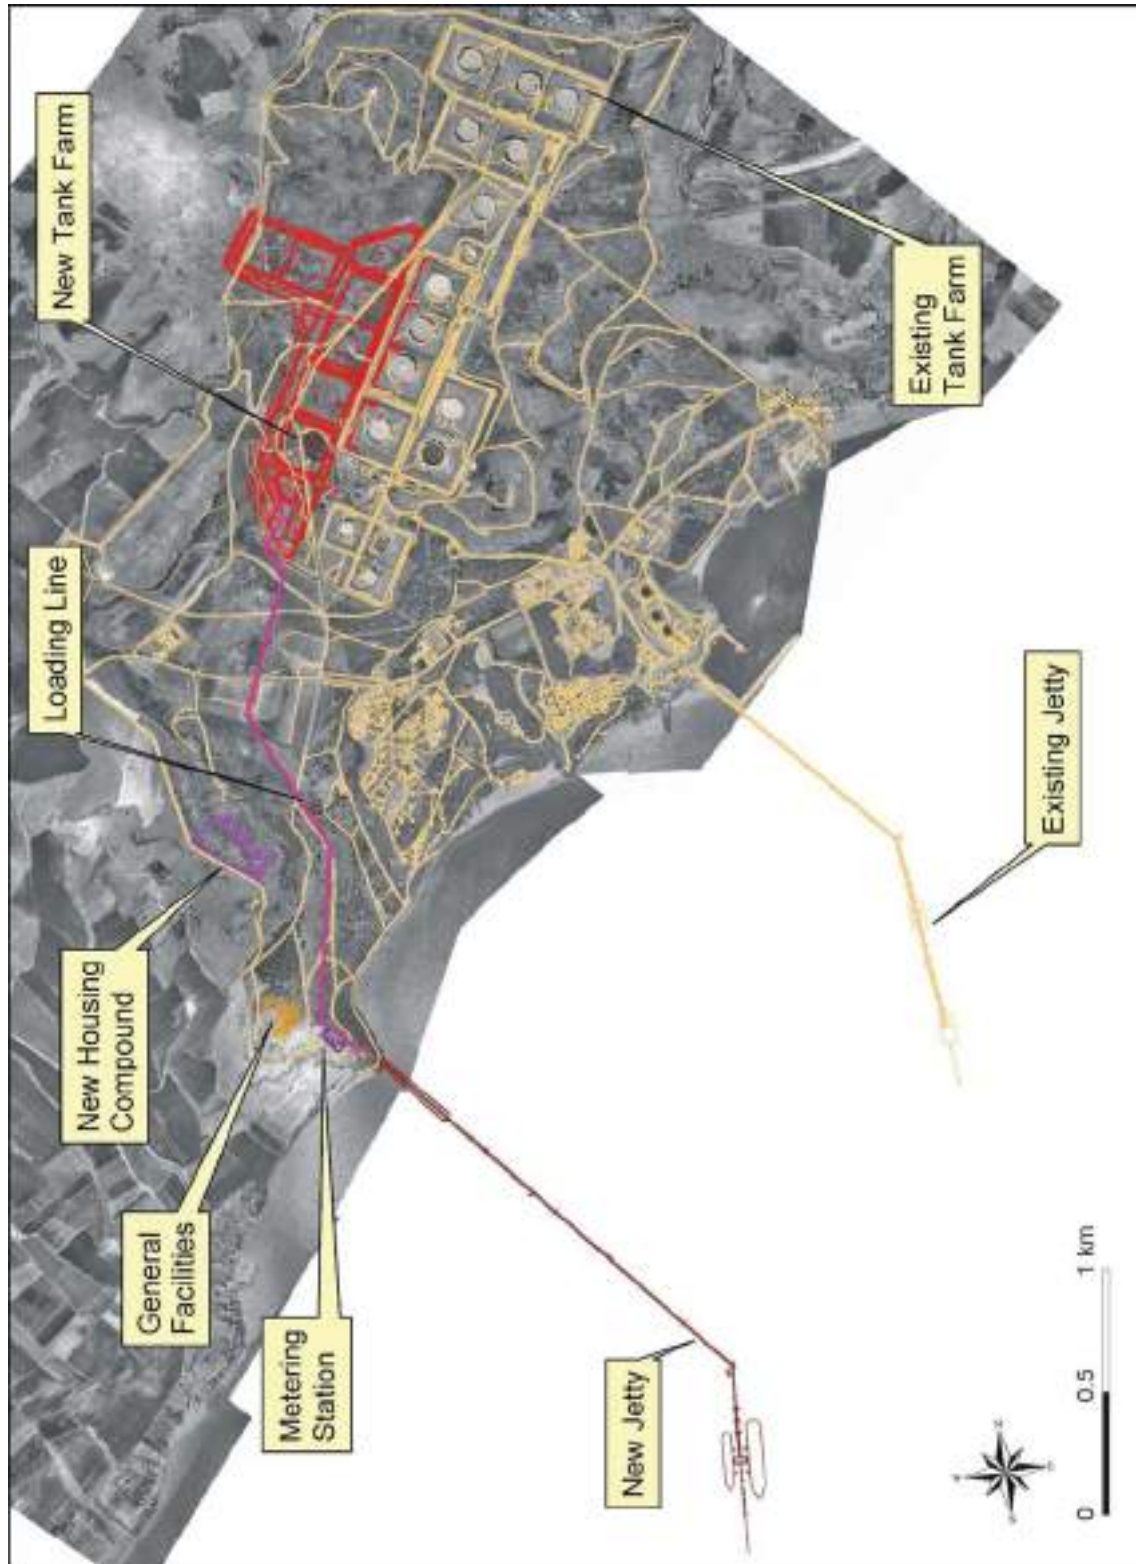 New Tank Farm
Loading Line
New Housing
Compound
General
Facilities
Metering
Station
New Jetty
Existing
Tank Farm
Existing Jetty
0
0.5
1 km